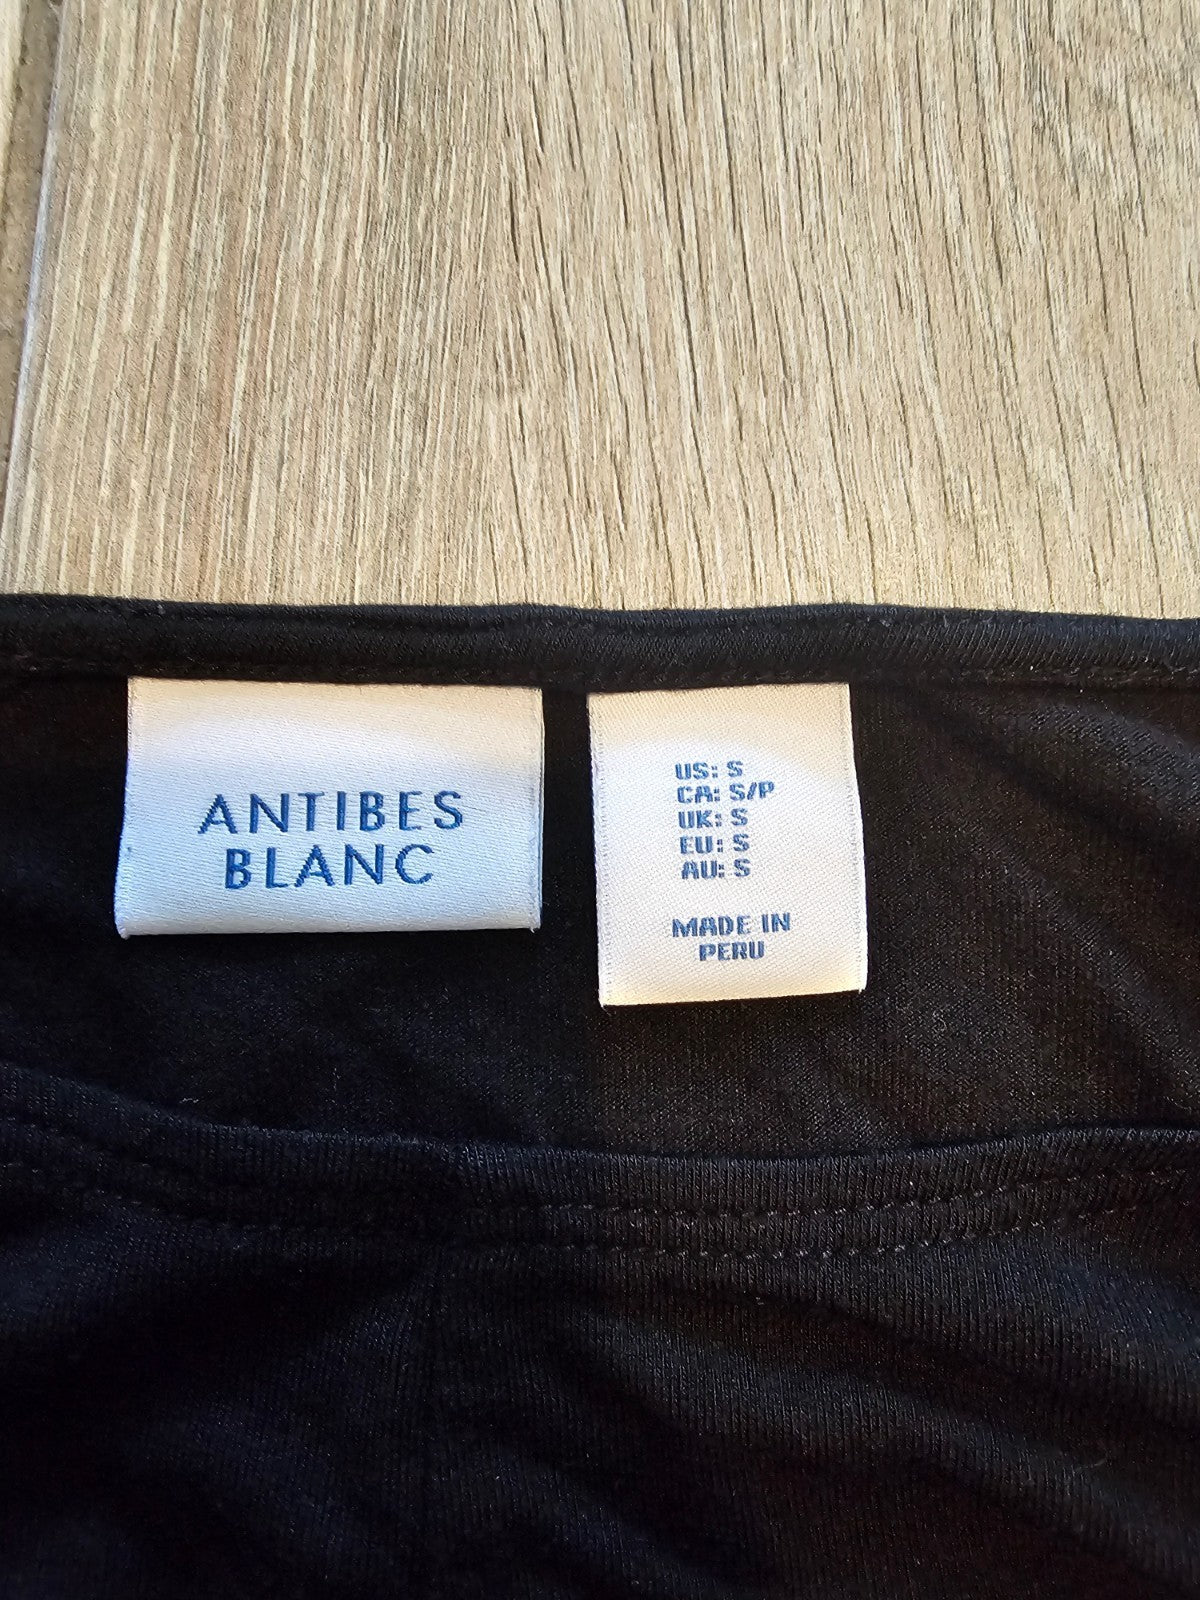 ANTIBES
BLANC
US: S
CA: S/P
UK: S
EU: S
AU: S
MADE IN
PERU